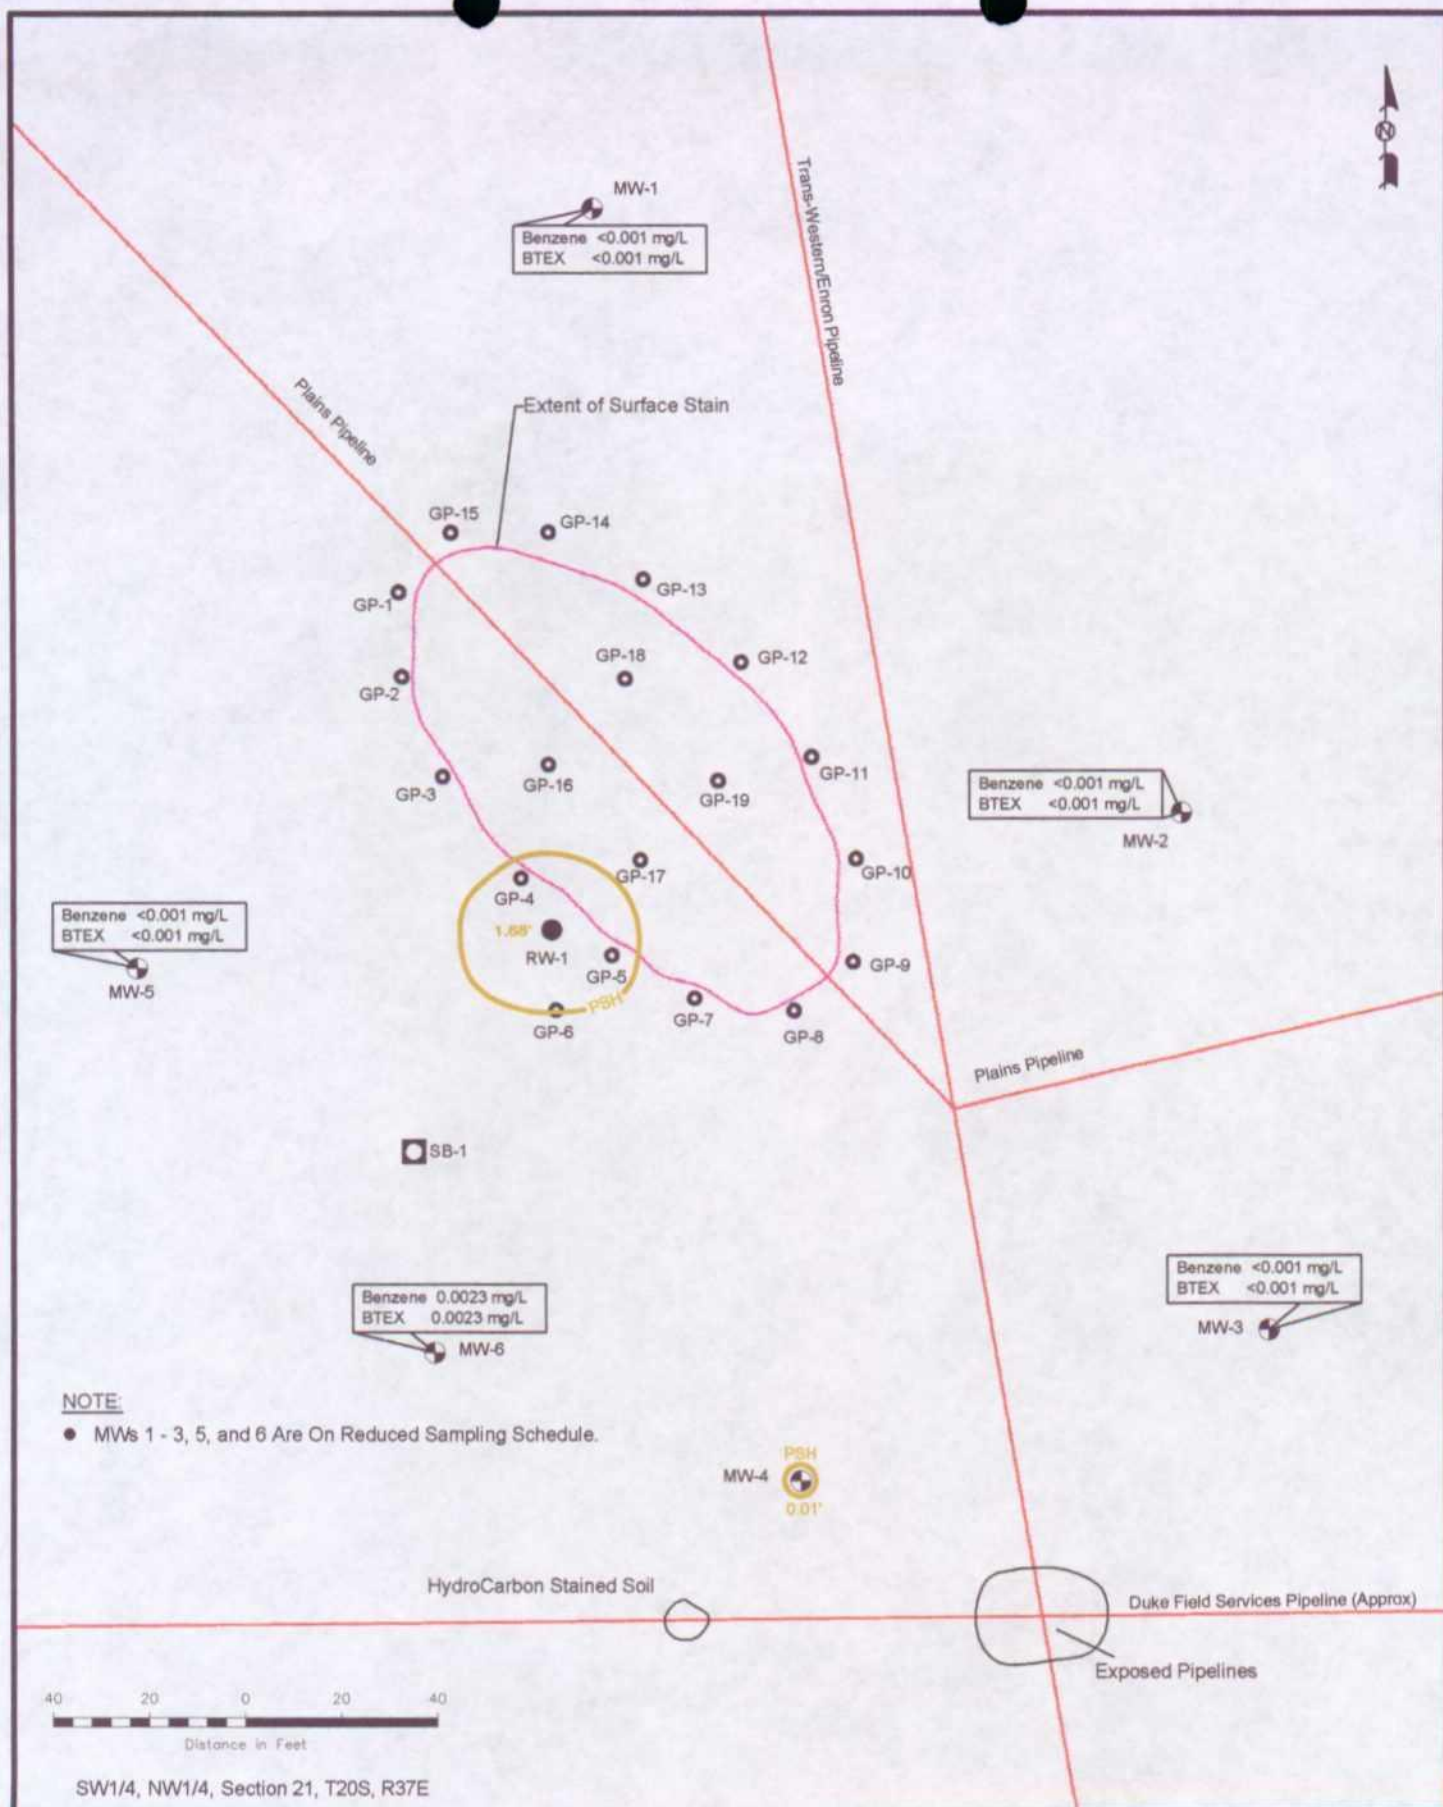 N
MW-1
Benzene <0.001 mg/L
BTEX <0.001 mg/L
Trans-Western/Enron Pipeline
Plains Pipeline
Extent of Surface Stain
GP-15
GP-14
GP-13
GP-1
GP-12
GP-18
GP-2
GP-11
GP-3
GP-16
GP-19
Benzene <0.001 mg/L
BTEX <0.001 mg/L
MW-2
GP-10
GP-17
GP-4
Benzene <0.001 mg/L
BTEX <0.001 mg/L
MW-5
1.68'
RW-1
GP-5
GP-9
PSH
GP-6
GP-7
GP-8
Plains Pipeline
SB-1
Benzene <0.001 mg/L
BTEX <0.001 mg/L
MW-3
Benzene 0.0023 mg/L
BTEX 0.0023 mg/L
MW-6
NOTE:
● MWs 1 - 3, 5, and 6 Are On Reduced Sampling Schedule.
PSH
MW-4
0.01'
HydroCarbon Stained Soil
Duke Field Services Pipeline (Approx)
Exposed Pipelines
40 20 0 20 40
Distance in Feet
SW1/4, NW1/4, Section 21, T20S, R37E